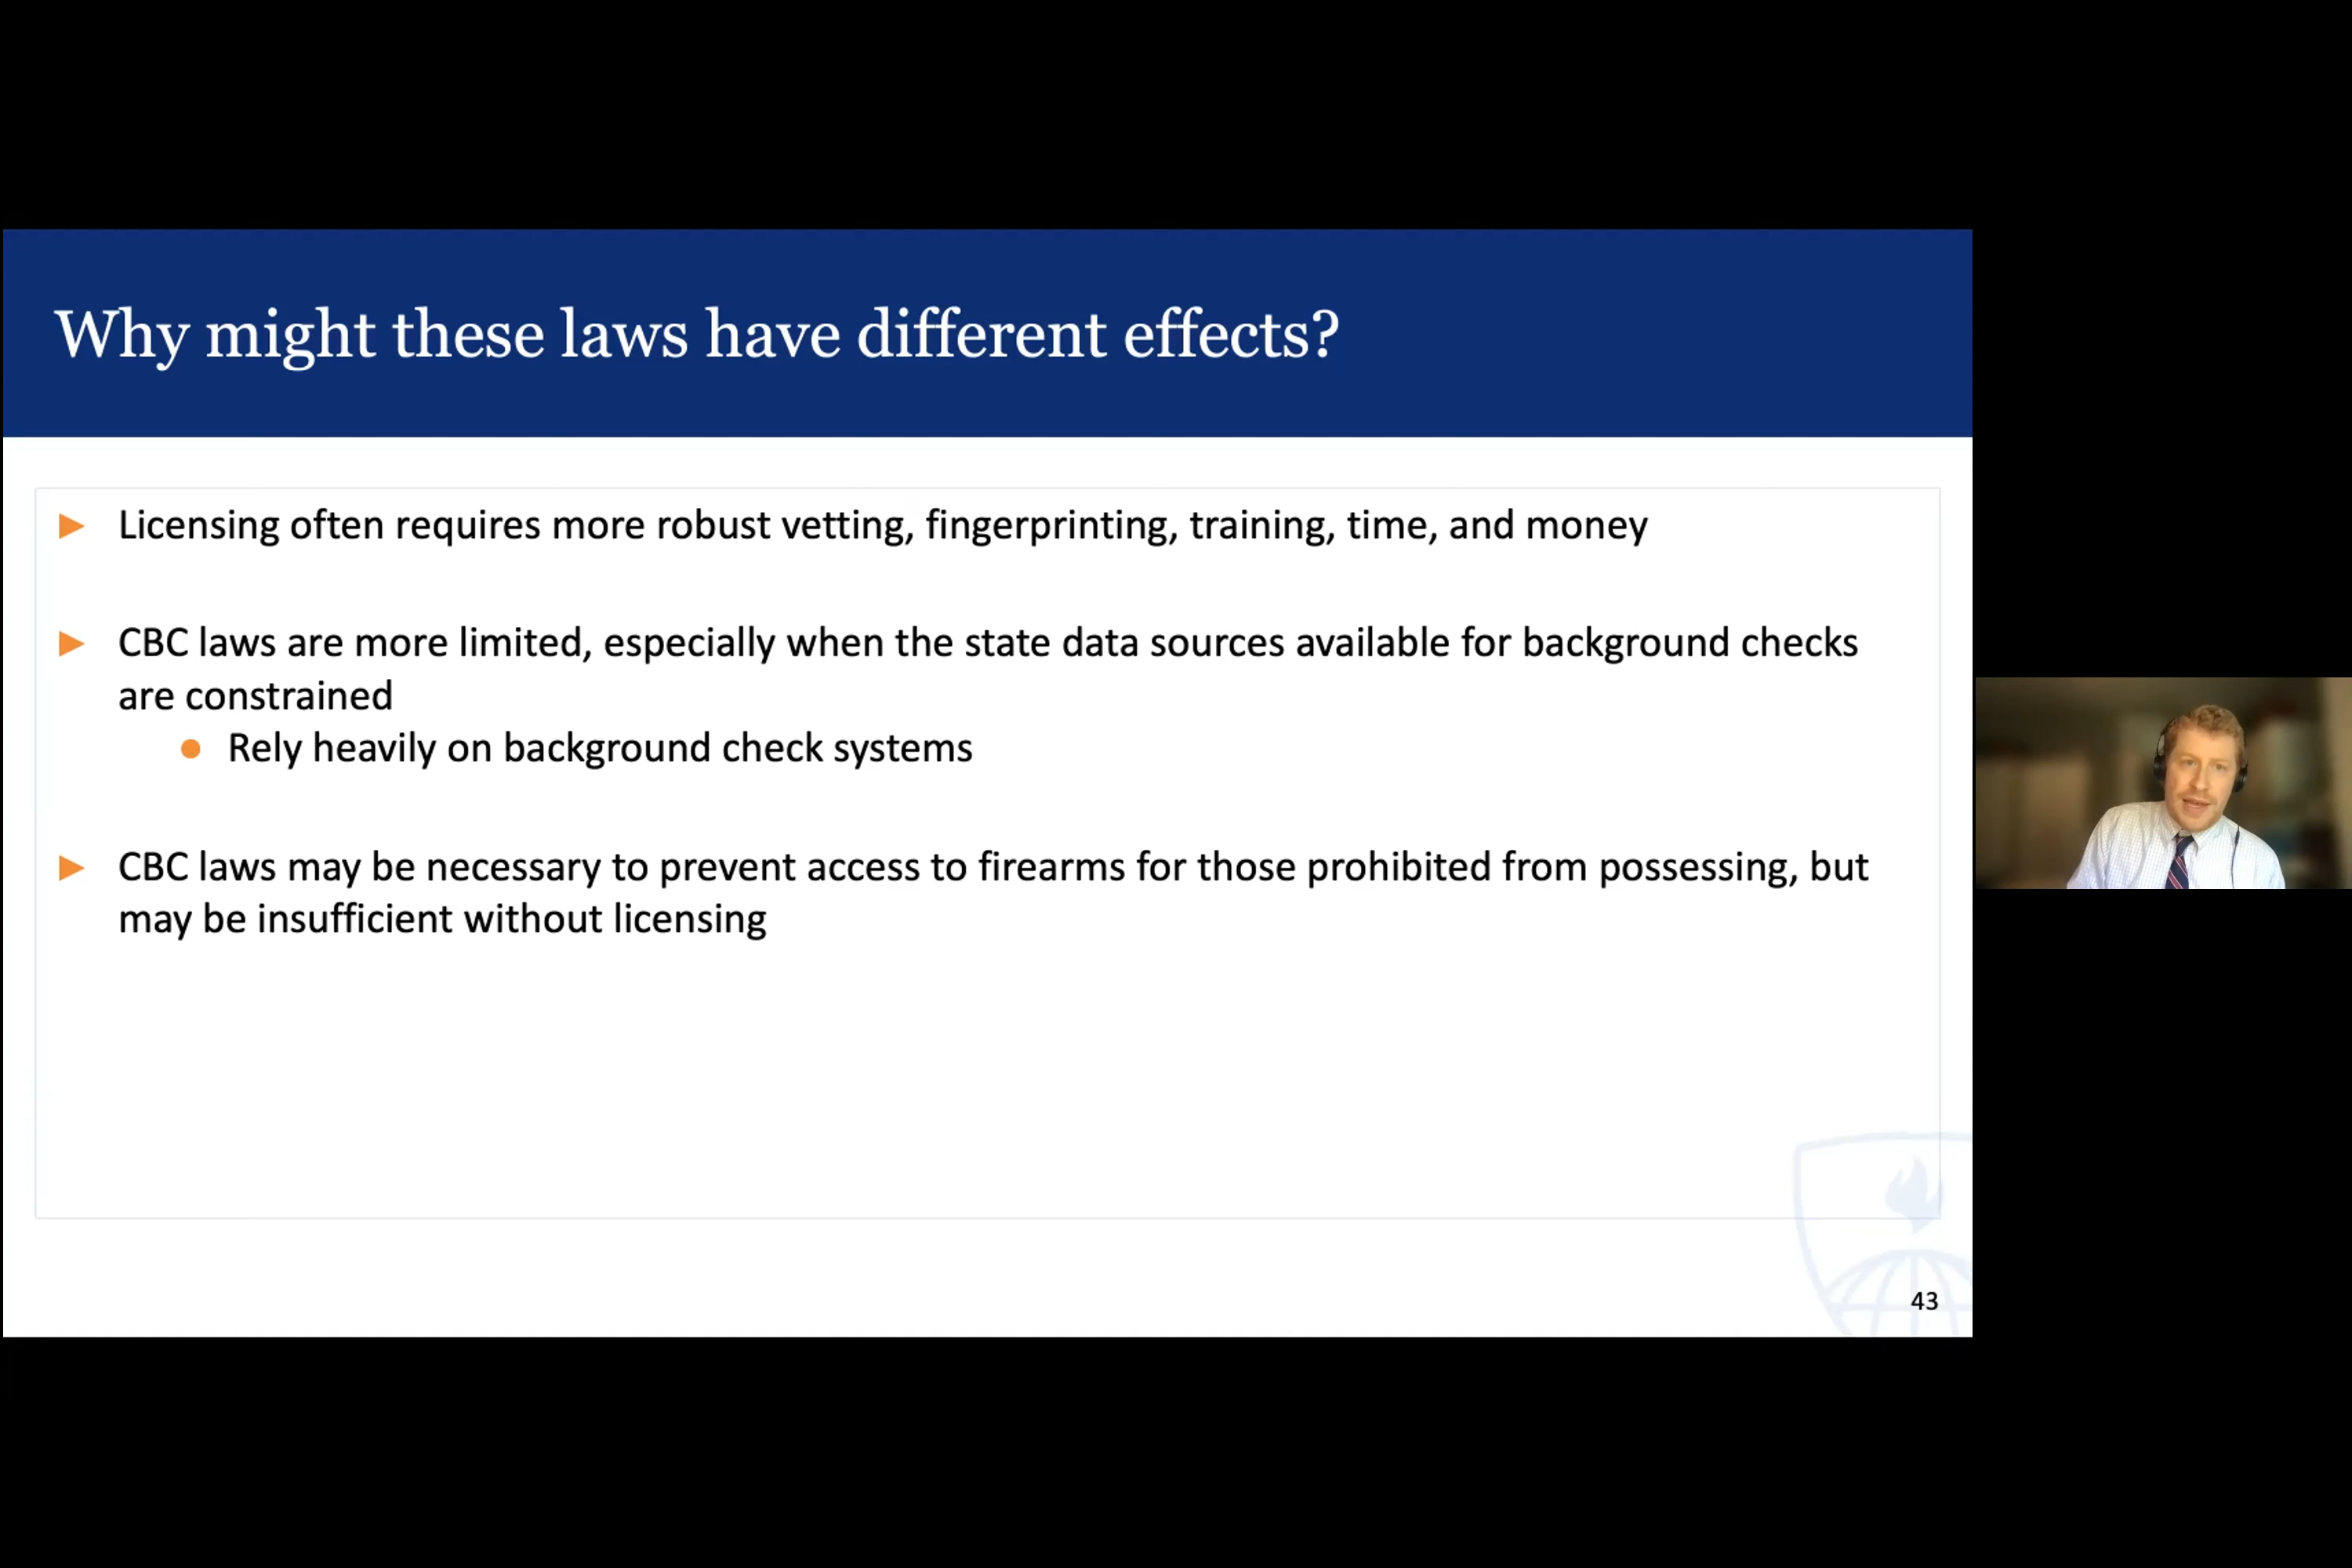 Why might these laws have different effects?
Licensing often requires more robust vetting, fingerprinting, training, time, and money
CBC laws are more limited, especially when the state data sources available for background checks
are constrained
Rely heavily on background check systems
CBC laws may be necessary to prevent access to firearms for those prohibited from possessing, but
may be insufficient without licensing
43